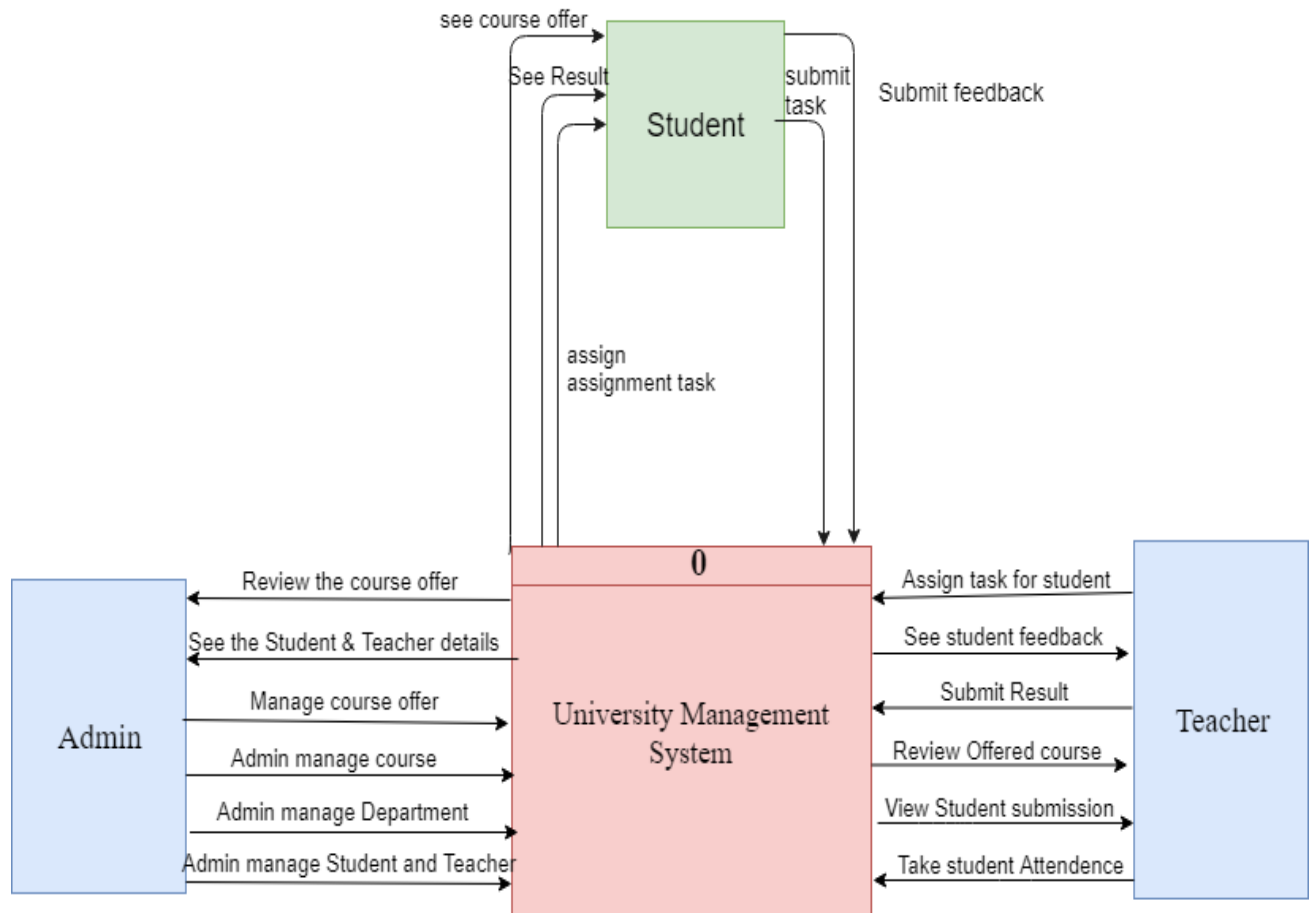 see course offer
See Result
Student
submit
task
Submit feedback
assign
assignment task
0
University Management
System
Admin
Review the course offer
See the Student & Teacher details
Manage course offer
Admin manage course
Admin manage Department
Admin manage Student and Teacher
Teacher
Assign task for student
See student feedback
Submit Result
Review Offered course
View Student submission
Take student Attendence